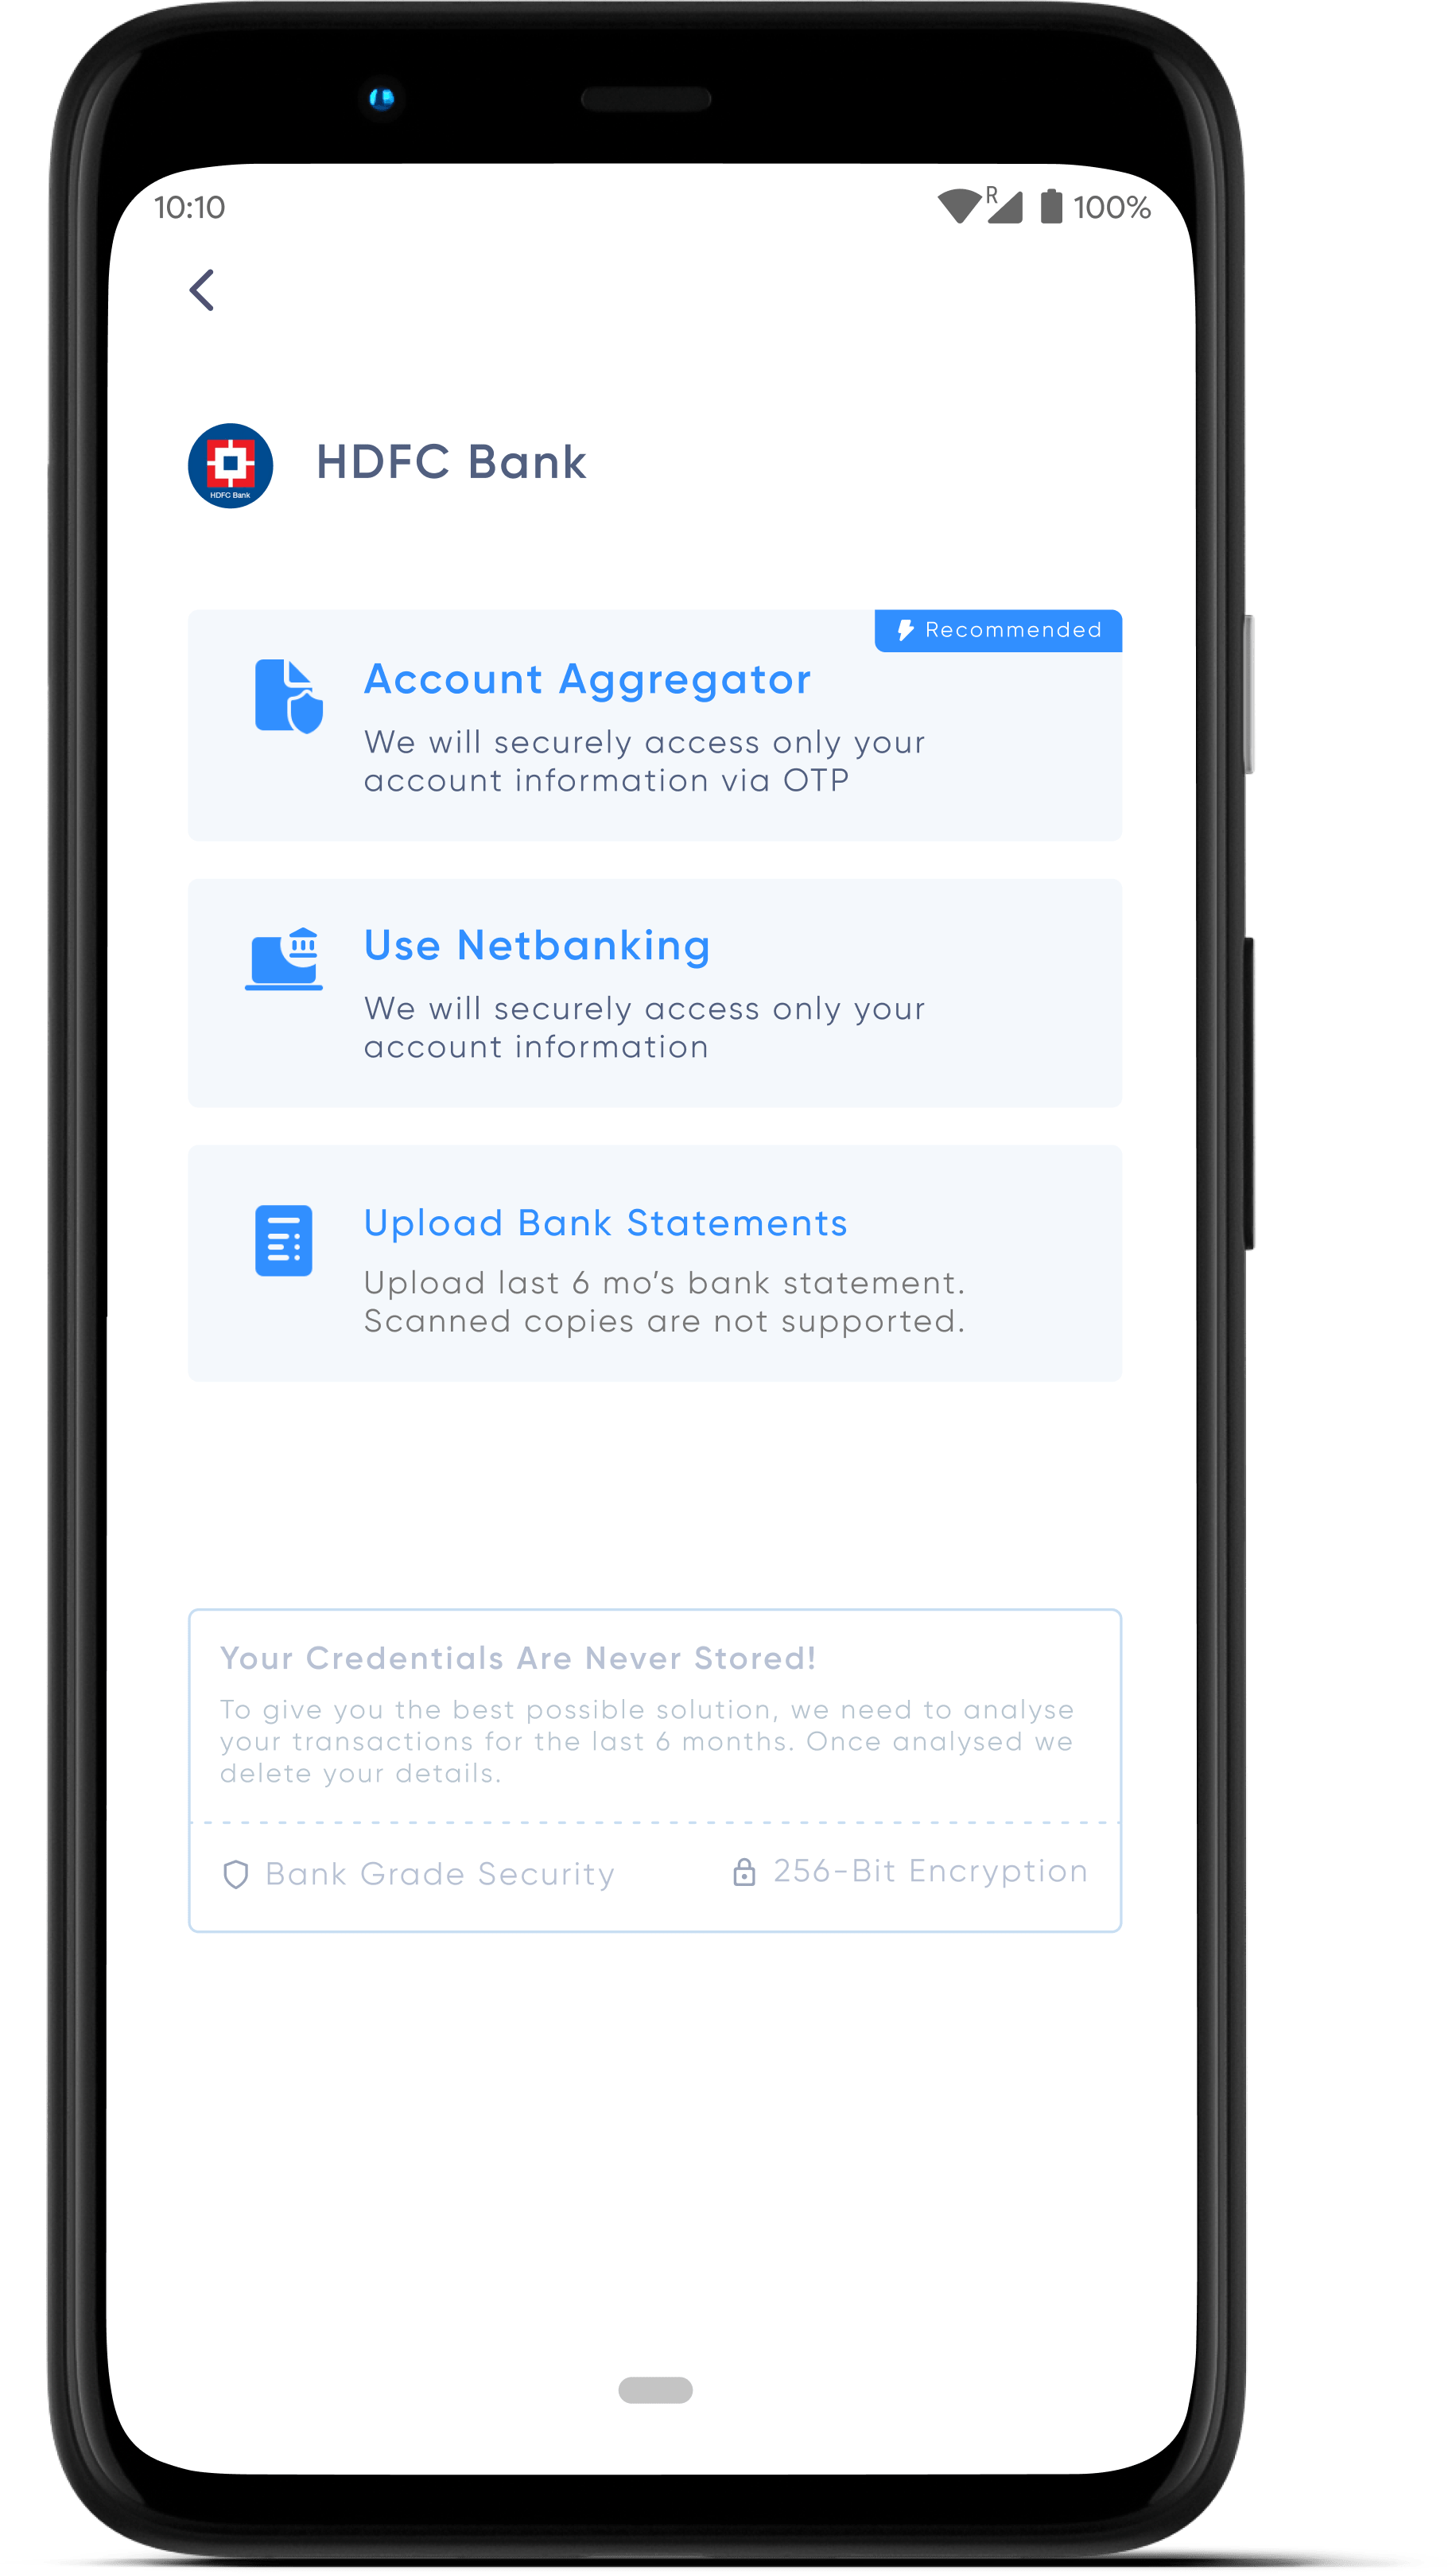 10:10
R
100%
HDFC Bank
HDFC Bank
Recommended
Account Aggregator
We will securely access only your
account information via OTP
Use Netbanking
We will securely access only your
account information
Upload Bank Statements
Upload last 6 mo’s bank statement.
Scanned copies are not supported.
Your Credentials Are Never Stored!
To give you the best possible solution, we need to analyse
your transactions for the last 6 months. Once analysed we
delete your details.
Bank Grade Security
256-Bit Encryption